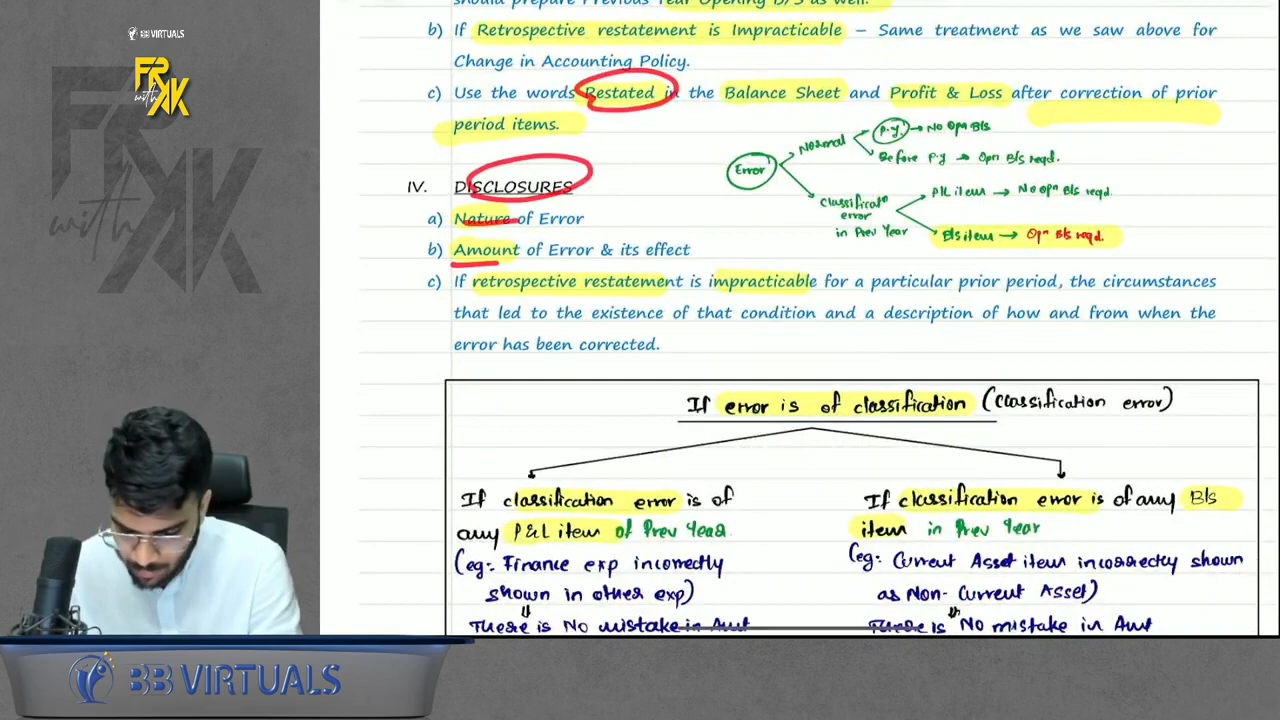 BB VIRTUALS
FR
with AK
FR
with AK
should prepare Previous Year Opening B/S as well.
b) If Retrospective restatement is Impracticable – Same treatment as we saw above for
Change in Accounting Policy.
c) Use the words Restated in the Balance Sheet and Profit & Loss after correction of prior
period items.
Error
Normal
P.Y. → No Opn B/s
Before P.Y → Opn B/s reqd.
Classificatn
error
in Prev Year
P/L item → No opn B/s reqd.
B/s item → Opn B/s reqd.
IV. DISCLOSURES
a) Nature of Error
b) Amount of Error & its effect
c) If retrospective restatement is impracticable for a particular prior period, the circumstances
that led to the existence of that condition and a description of how and from when the
error has been corrected.
If error is of classification (Classification error)
If classification error is of
any P&L item of Prev Year.
(eg:- Finance exp incorrectly
shown in other exp)
There is No mistake in Amt
If classification error is of any B/s
item in Prev Year
(eg: Current Asset item incorrectly shown
as Non-Current Asset)
There is No mistake in Amt
BB VIRTUALS